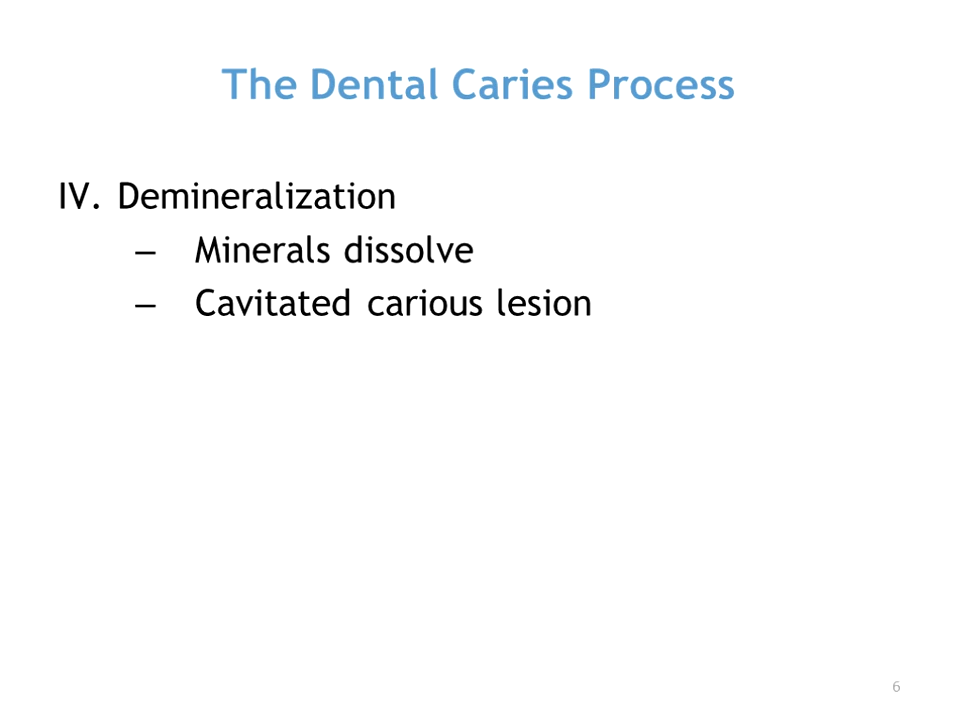 The Dental Caries Process
IV. Demineralization
– Minerals dissolve
– Cavitated carious lesion
6